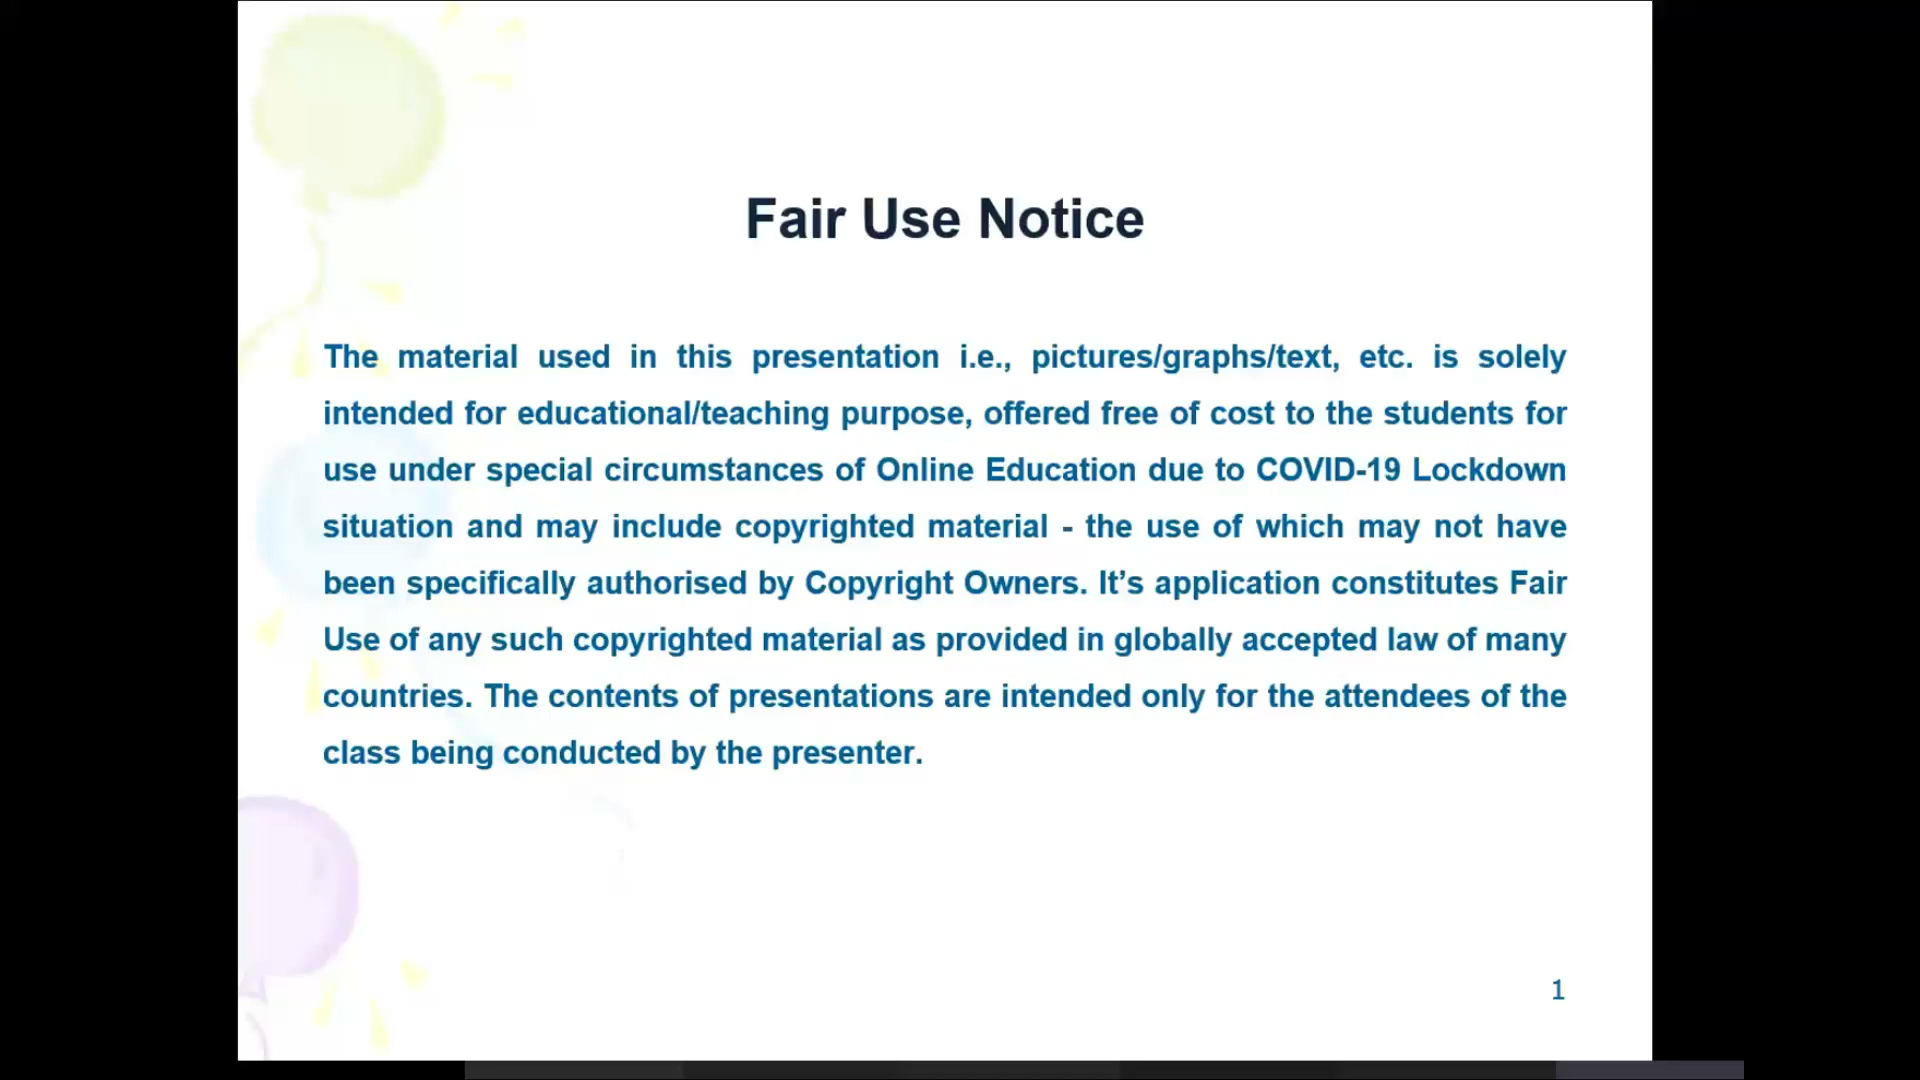 Fair Use Notice
The material used in this presentation i.e., pictures/graphs/text, etc. is solely
intended for educational/teaching purpose, offered free of cost to the students for
use under special circumstances of Online Education due to COVID-19 Lockdown
situation and may include copyrighted material - the use of which may not have
been specifically authorised by Copyright Owners. It’s application constitutes Fair
Use of any such copyrighted material as provided in globally accepted law of many
countries. The contents of presentations are intended only for the attendees of the
class being conducted by the presenter.
1